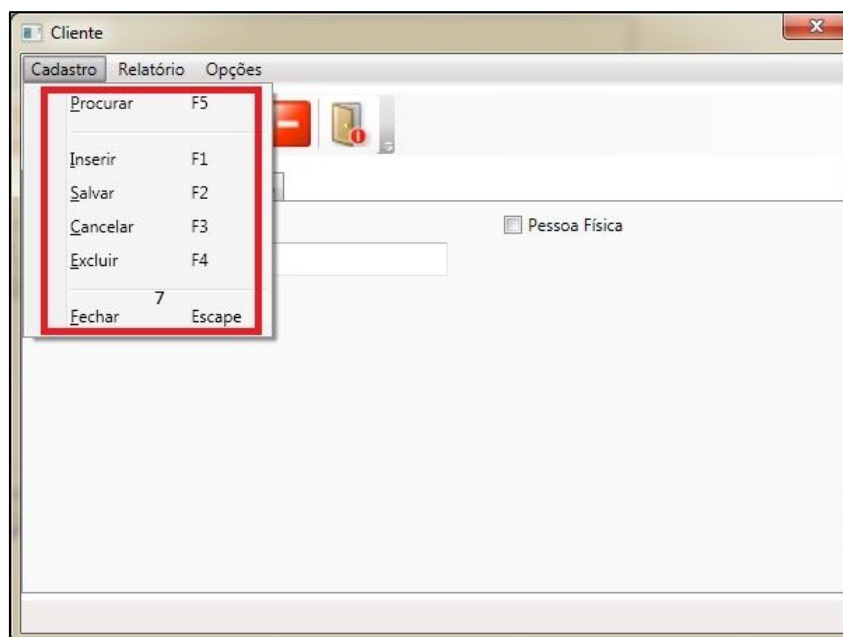 Cliente
Cadastro Relatório Opções
Procurar F5
Inserir F1
Salvar F2
Cancelar F3
Excluir F4
7
Fechar Escape
Pessoa Física